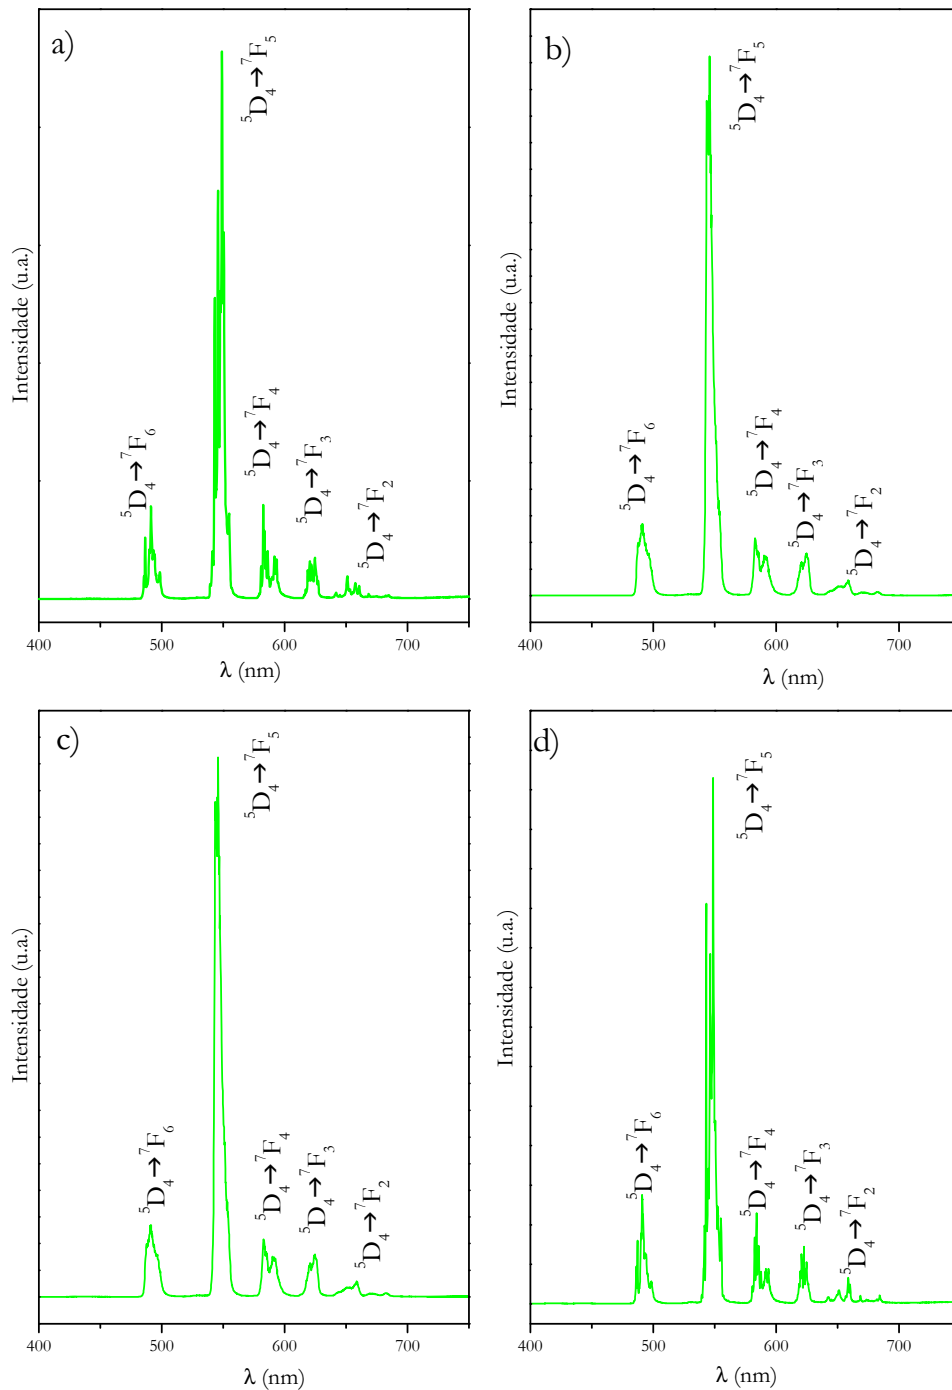 a)
⁵D₄→⁷F₅
⁵D₄→⁷F₆
⁵D₄→⁷F₄
⁵D₄→⁷F₃
⁵D₄→⁷F₂
Intensidade (u.a.)
400 500 600 700
λ (nm)
b)
⁵D₄→⁷F₅
⁵D₄→⁷F₆
⁵D₄→⁷F₄
⁵D₄→⁷F₃
⁵D₄→⁷F₂
Intensidade (u.a.)
400 500 600 700
λ (nm)
c)
⁵D₄→⁷F₅
⁵D₄→⁷F₆
⁵D₄→⁷F₄
⁵D₄→⁷F₃
⁵D₄→⁷F₂
Intensidade (u.a.)
400 500 600 700
λ (nm)
d)
⁵D₄→⁷F₅
⁵D₄→⁷F₆
⁵D₄→⁷F₄
⁵D₄→⁷F₃
⁵D₄→⁷F₂
Intensidade (u.a.)
400 500 600 700
λ (nm)